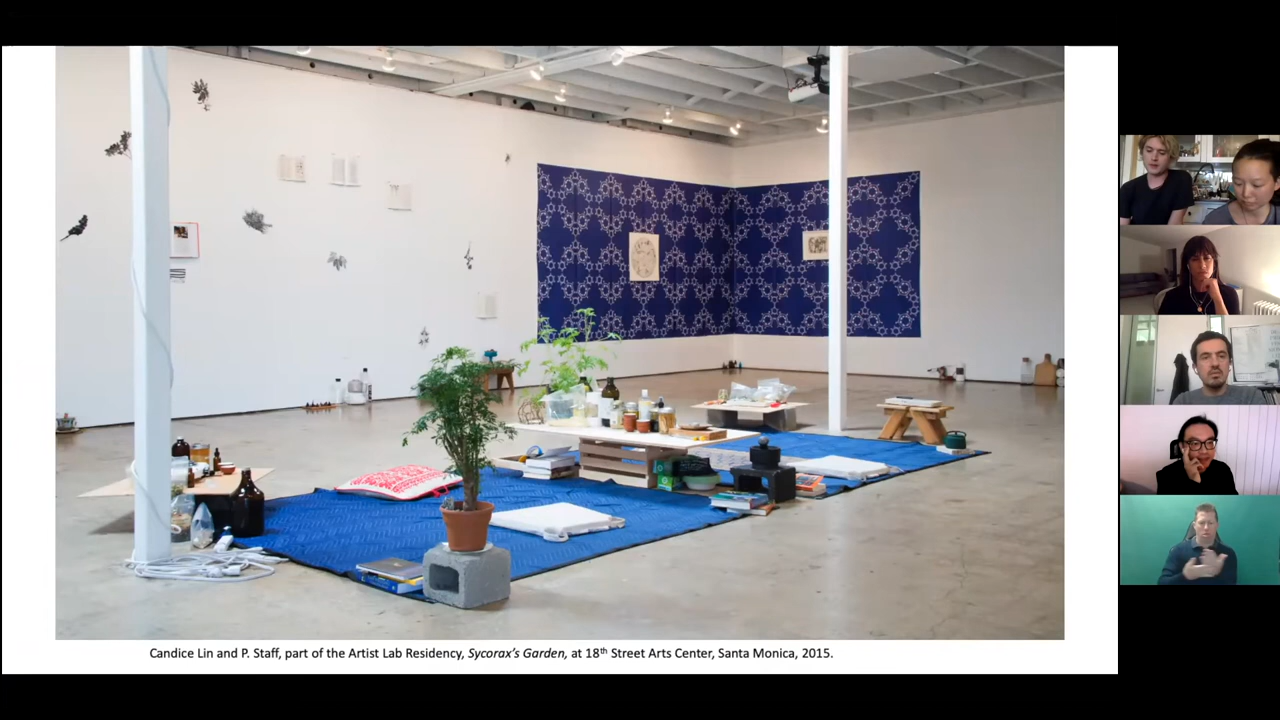 Candice Lin and P. Staff, part of the Artist Lab Residency, Sycorax's Garden, at 18th Street Arts Center, Santa Monica, 2015.